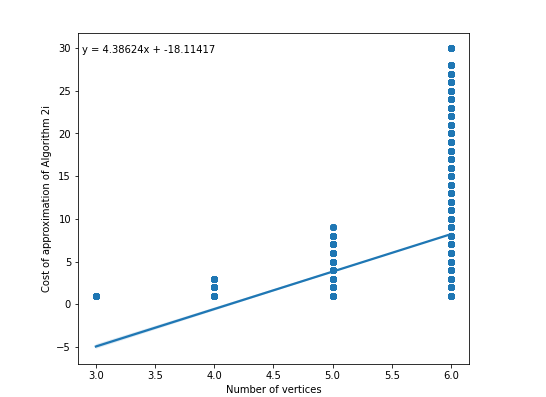 y = 4.38624x + -18.11417
30
25
20
15
10
5
0
−5
Cost of approximation of Algorithm 2i
3.0 3.5 4.0 4.5 5.0 5.5 6.0
Number of vertices